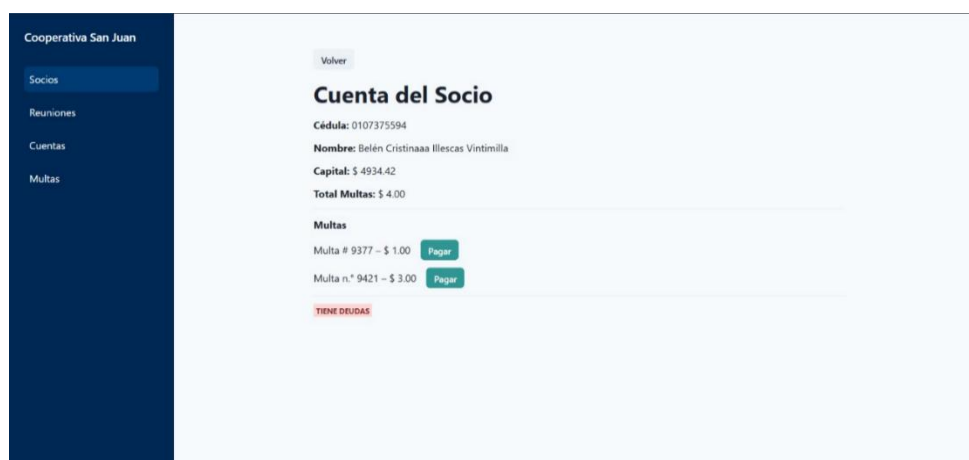 Cooperativa San Juan
Socios
Reuniones
Cuentas
Multas
Volver
Cuenta del Socio
Cédula: 0107375594
Nombre: Belén Cristinaaa Illescas Vintimilla
Capital: $ 4934.42
Total Multas: $ 4.00
Multas
Multa # 9377 – $ 1.00 Pagar
Multa n.° 9421 – $ 3.00 Pagar
TIENE DEUDAS